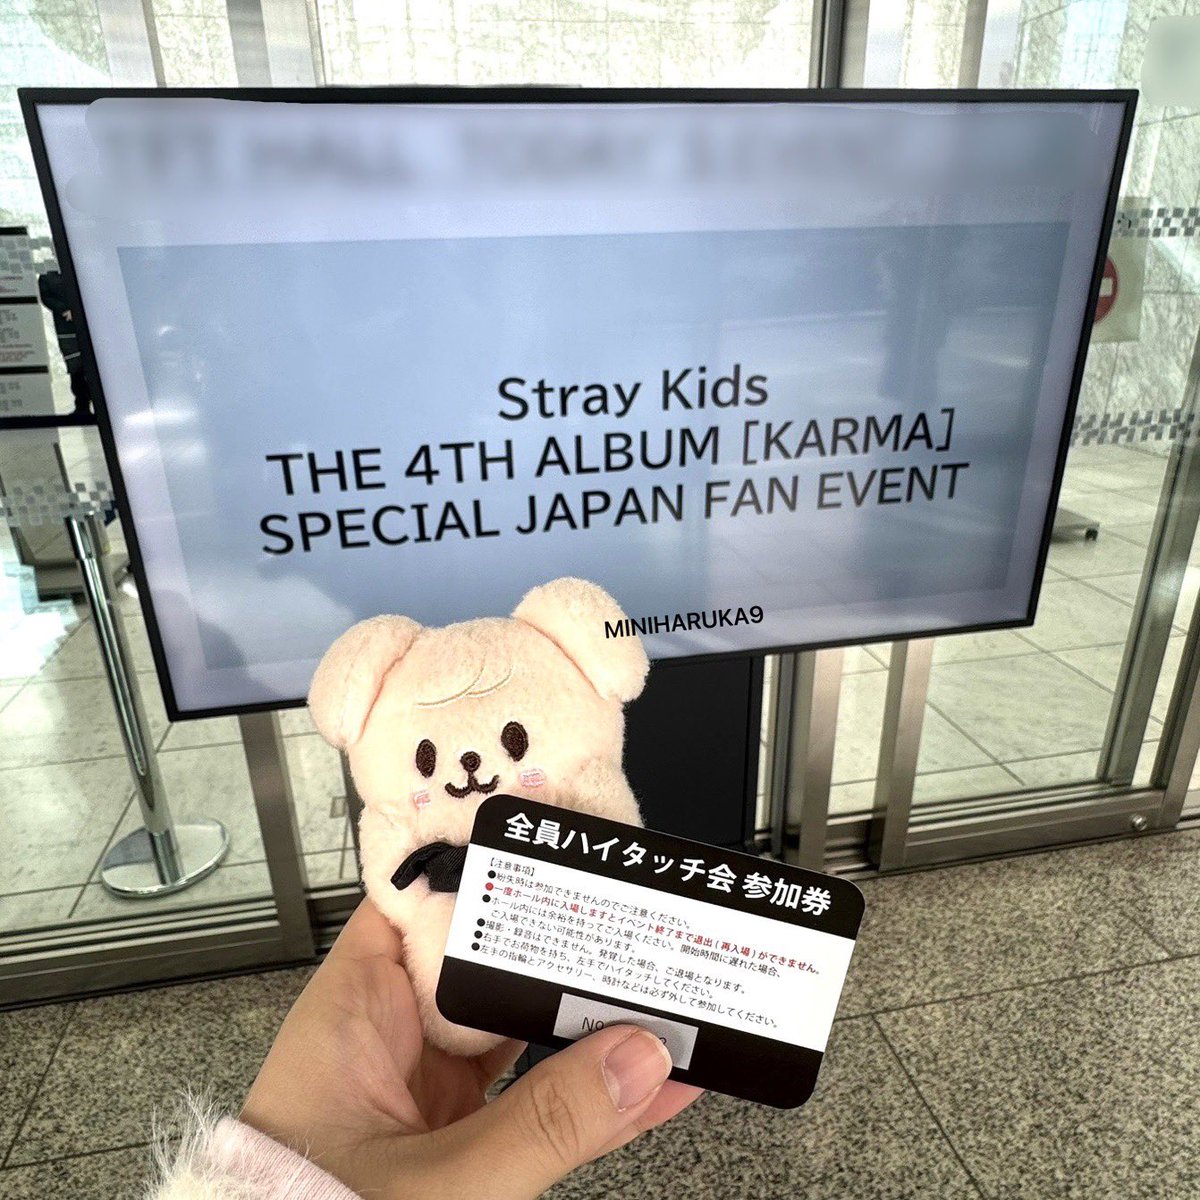 Stray Kids
THE 4TH ALBUM [KARMA]
SPECIAL JAPAN FAN EVENT
MINIHARUKA9
全員ハイタッチ会 参加券
【注意事項】
●紛失時は参加できませんのでご注意ください。
●一度ホール内に入場しますとイベント終了まで退出(再入場)ができません。
●ホール内には余裕を持ってご入場ください。開始時間に遅れた場合、
ご入場できない可能性があります。
●撮影・録音はできません。発覚した場合、ご退場となります。
●右手でお荷物を持ち、左手でハイタッチしてください。
●左手の指輪とアクセサリー、時計などは必ず外して参加してください。